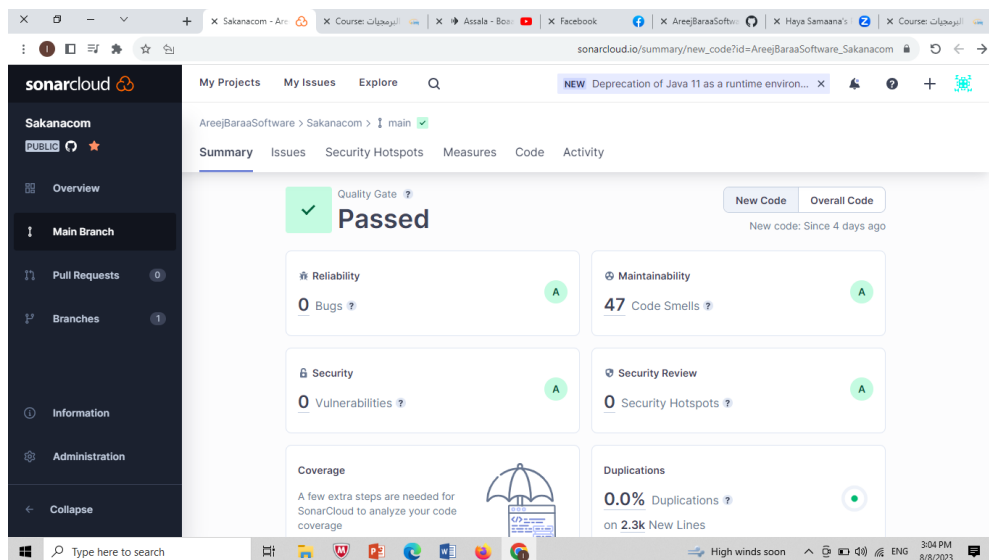 Sakanacom - Are
Course: البرمجيات
Assala - Boar
Facebook
AreejBaraaSoftwa
Haya Samaana's
Course: البرمجيات
sonarcloud.io/summary/new_code?id=AreejBaraaSoftware_Sakanacom
sonarcloud
My Projects My Issues Explore
NEW Deprecation of Java 11 as a runtime environ...
Sakanacom
PUBLIC
AreejBaraaSoftware > Sakanacom > main
Summary Issues Security Hotspots Measures Code Activity
Overview
Main Branch
Pull Requests 0
Branches 1
Information
Administration
Collapse
Quality Gate ?
Passed
New Code Overall Code
New code: Since 4 days ago
Reliability
0 Bugs ?
A
Maintainability
47 Code Smells ?
A
Security
0 Vulnerabilities ?
A
Security Review
0 Security Hotspots ?
A
Coverage
A few extra steps are needed for
SonarCloud to analyze your code
coverage
Duplications
0.0% Duplications ?
on 2.3k New Lines
Type here to search
High winds soon
ENG
3:04 PM
8/8/2023